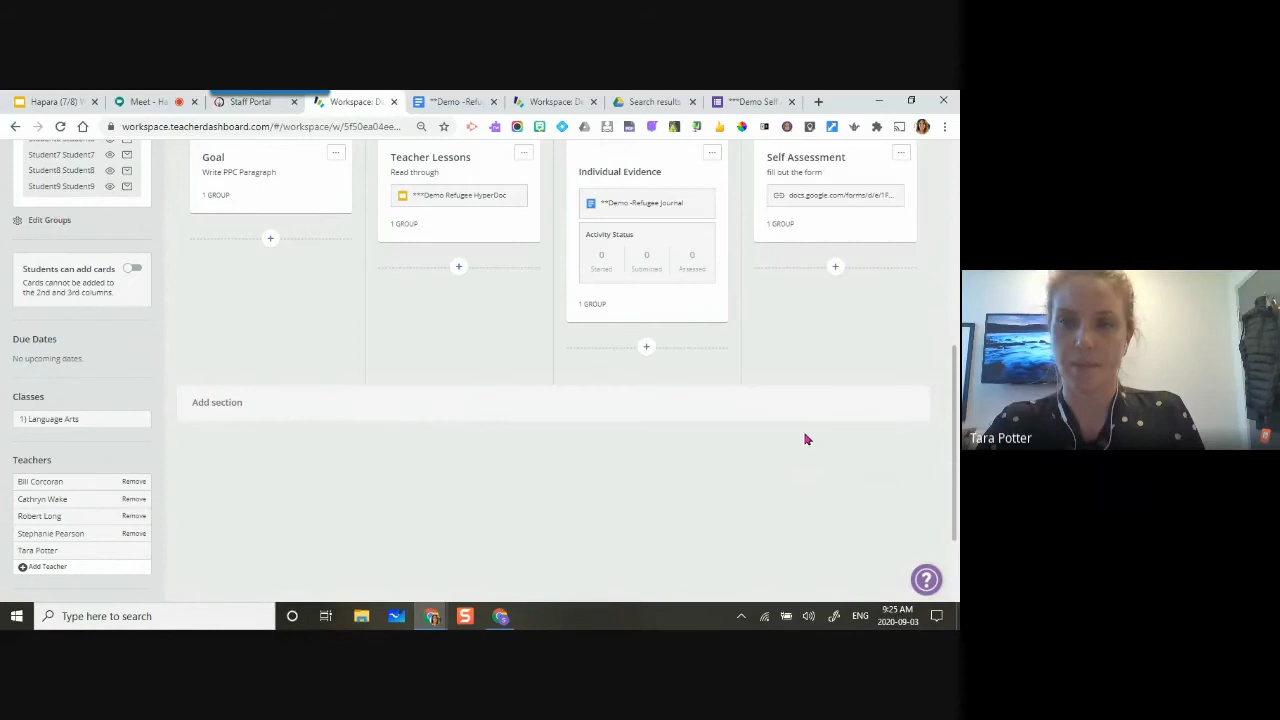 Hapara (7/8) W
Meet - Ha
Staff Portal
Workspace: De
**Demo -Refug
Workspace: De
Search results
***Demo Self A
workspace.teacherdashboard.com/#/workspace/w/5f50ea04ee...
Student7 Student7
Student8 Student8
Student9 Student9
Edit Groups
Students can add cards
Cards cannot be added
to the 2nd and 3rd columns.
Due Dates
No upcoming dates.
Classes
1) Language Arts
Teachers
Bill Corcoran Remove
Cathryn Wake Remove
Robert Long Remove
Stephanie Pearson Remove
Tara Potter
Add Teacher
Goal
Write PPC Paragraph
1 GROUP
Teacher Lessons
Read through
***Demo Refugee HyperDoc
1 GROUP
Individual Evidence
**Demo -Refugee Journal
Activity Status
0 0 0
Started Submitted Assessed
1 GROUP
Self Assessment
fill out the form
docs.google.com/forms/d/e/1F...
1 GROUP
Add section
Tara Potter
Type here to search
ENG
9:25 AM
2020-09-03